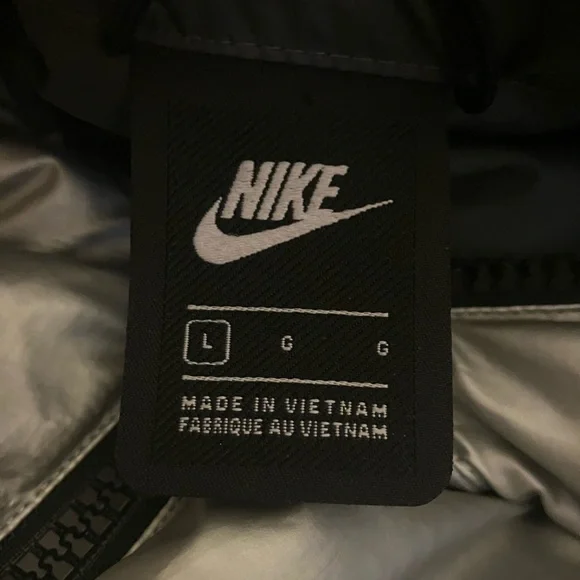 NIKE
L G G
MADE IN VIETNAM
FABRIQUE AU VIETNAM